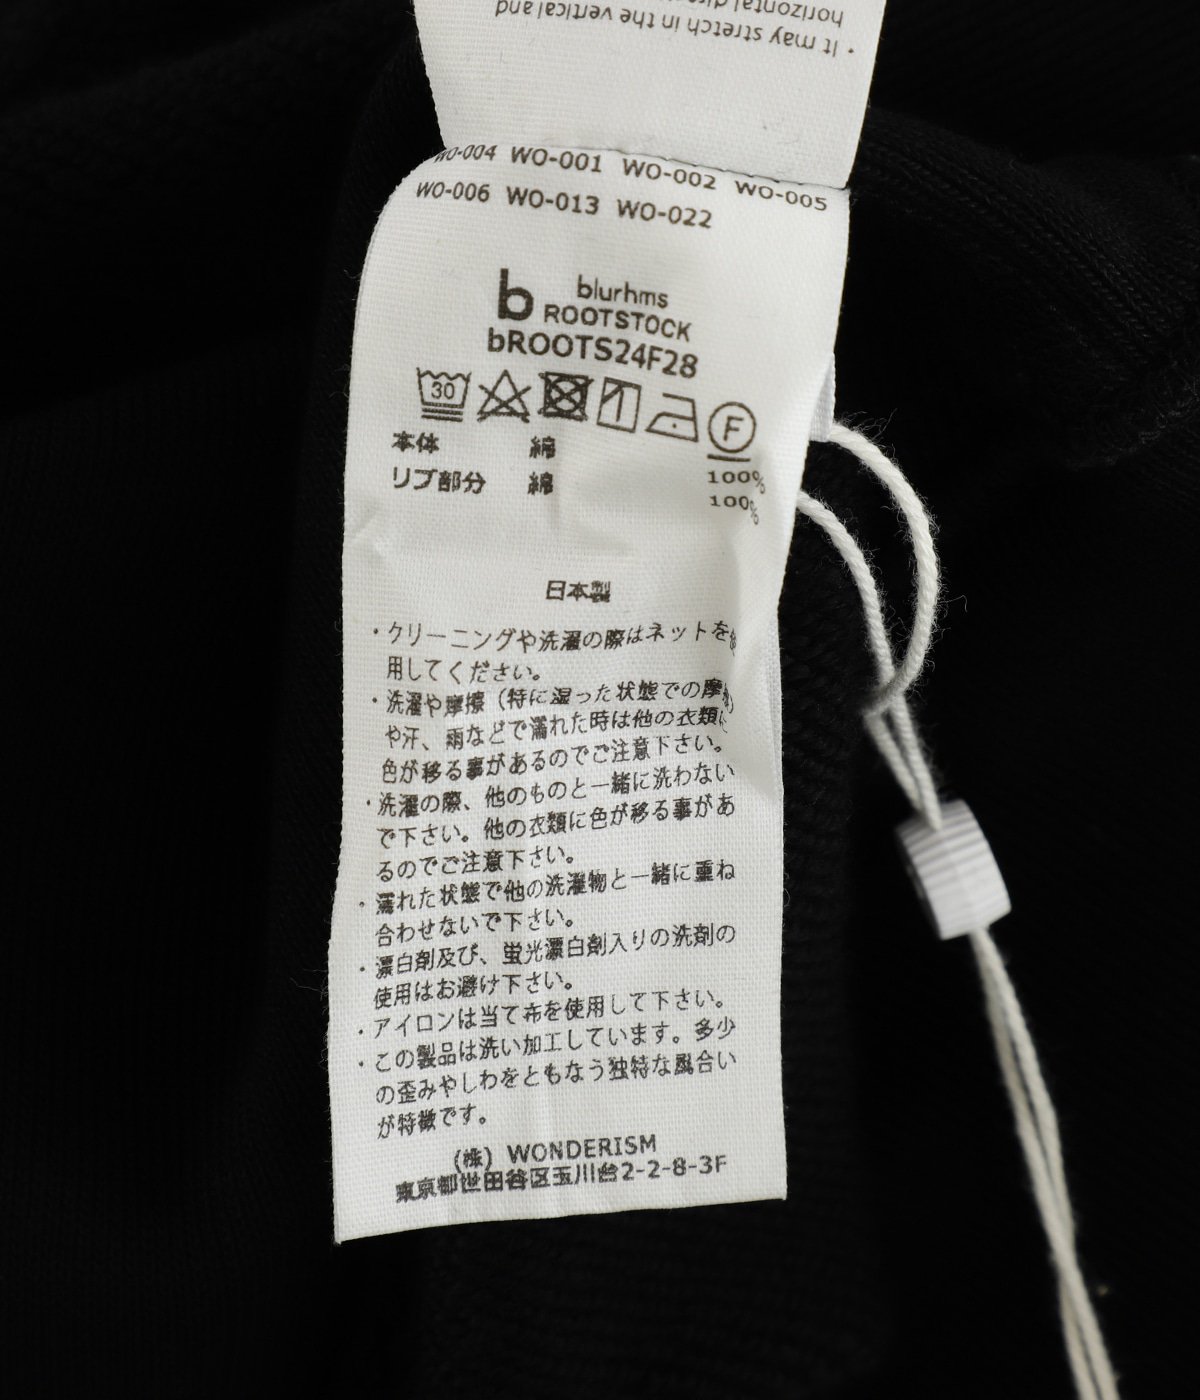 · It may stretch in the vertical and
horizontal
WO-004 WO-001 WO-002 WO-005
WO-006 WO-013 WO-022
b blurhms
ROOTSTOCK
bROOTS24F28
30 F
本体 綿 100%
リブ部分 綿 100%
日本製
・クリーニングや洗濯の際はネットを使
用してください。
・洗濯や摩擦（特に湿った状態での摩擦）
や汗、雨などで濡れた時は他の衣類に
色が移る事があるのでご注意下さい。
・洗濯の際、他のものと一緒に洗わない
で下さい。他の衣類に色が移る事があ
るのでご注意下さい。
・濡れた状態で他の洗濯物と一緒に重ね
合わせないで下さい。
・漂白剤及び、蛍光漂白剤入りの洗剤の
使用はお避け下さい。
・アイロンは当て布を使用して下さい。
・この製品は洗い加工しています。多少
の歪みやしわをともなう独特な風合い
が特徴です。
(株) WONDERISM
東京都世田谷区玉川台2-2-8-3F